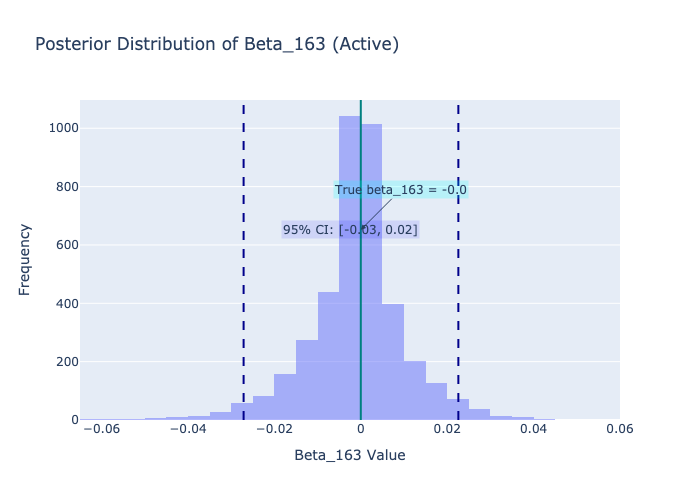 Posterior Distribution of Beta_163 (Active)
1000
800
600
400
200
0
Frequency
True beta_163 = -0.0
95% CI: [-0.03, 0.02]
−0.06
−0.04
−0.02
0
0.02
0.04
0.06
Beta_163 Value